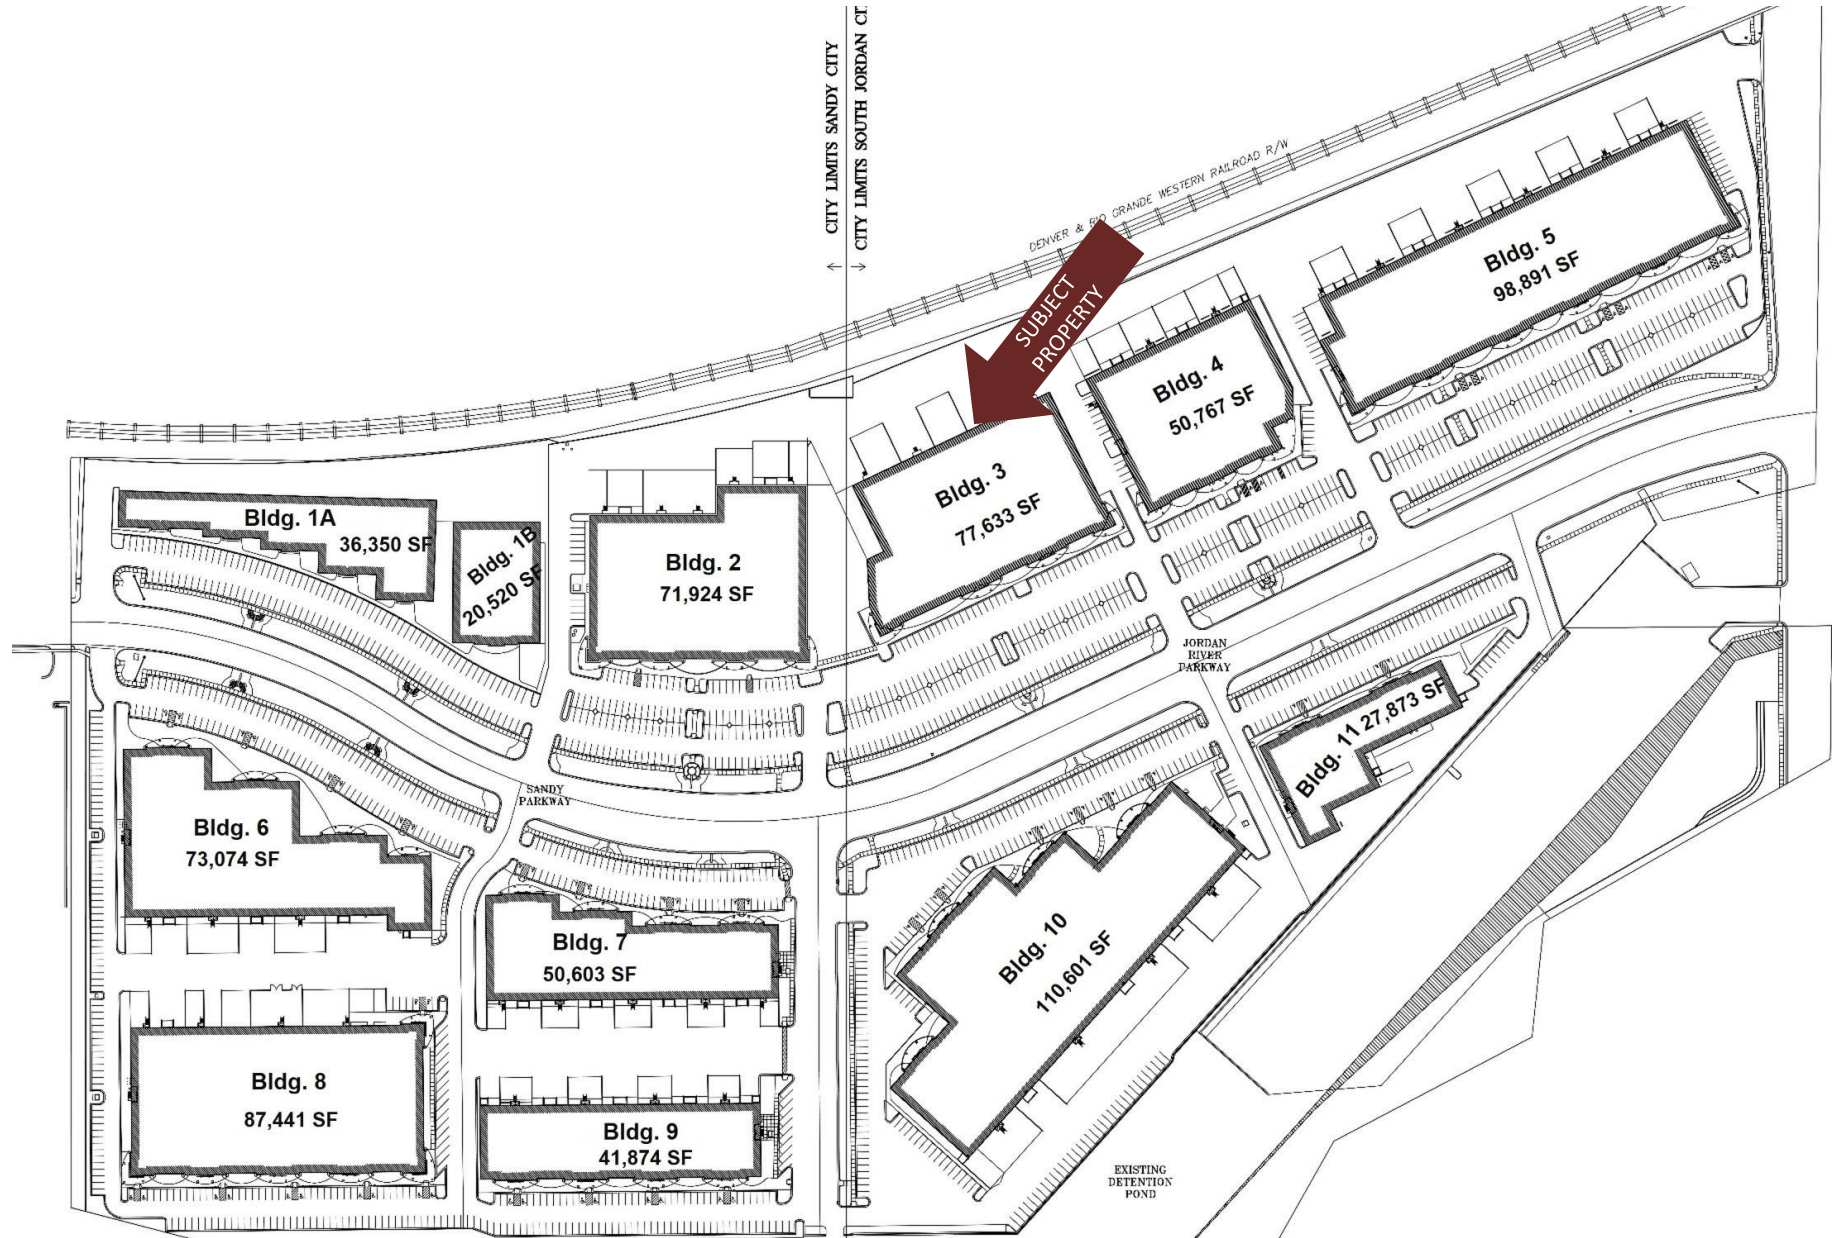 CITY LIMITS SANDY CITY
CITY LIMITS SOUTH JORDAN
DENVER & RIO GRANDE WESTERN RAILROAD R/W
SUBJECT
PROPERTY
Bldg. 5
98,891 SF
Bldg. 4
50,767 SF
Bldg. 3
77,633 SF
Bldg. 1A
36,350 SF
Bldg. 1B
20,520 SF
Bldg. 2
71,924 SF
JORDAN
RIVER
PARKWAY
Bldg. 11 27,873 SF
SANDY
PARKWAY
Bldg. 6
73,074 SF
Bldg. 7
50,603 SF
Bldg. 10
110,601 SF
Bldg. 8
87,441 SF
Bldg. 9
41,874 SF
EXISTING
DETENTION
POND